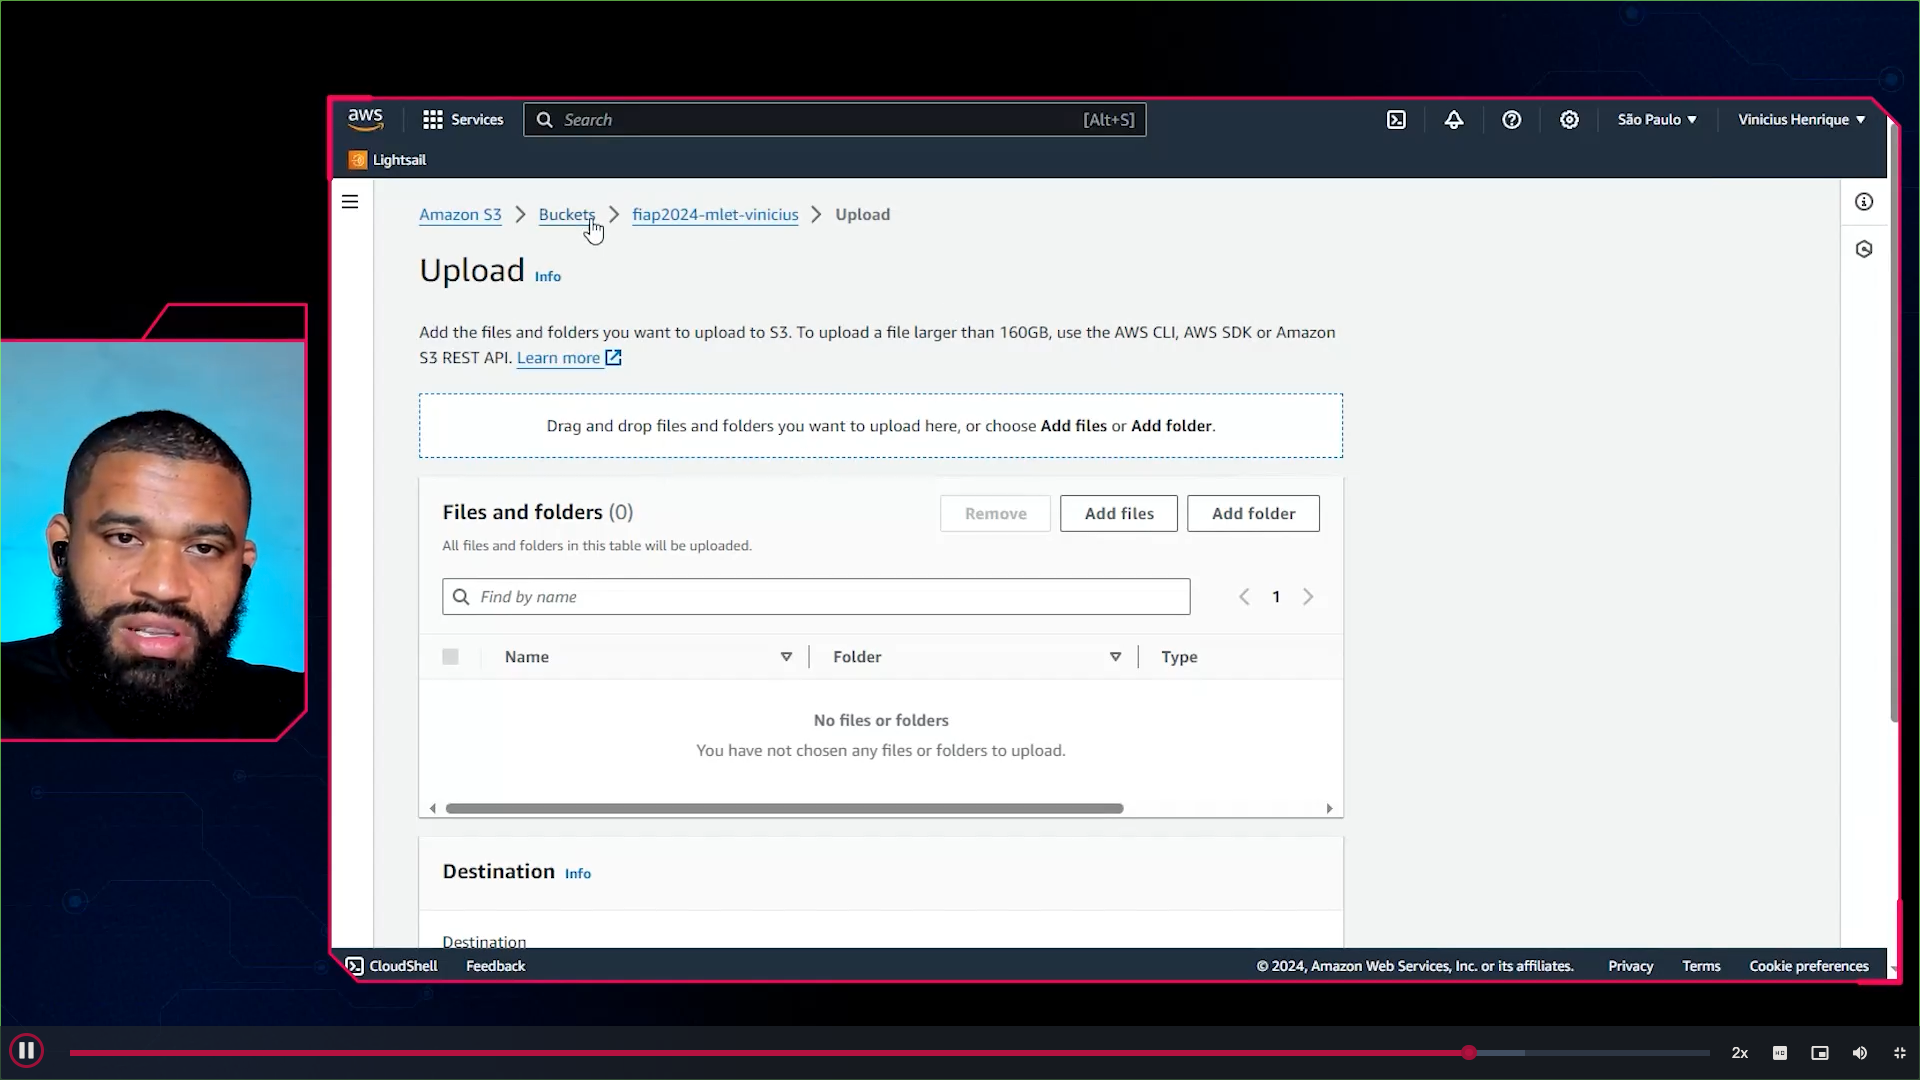 aws
Services
Search
[Alt+S]
São Paulo
Vinicius Henrique
Lightsail
Amazon S3
Buckets
fiap2024-mlet-vinicius
Upload
Upload
Info
Add the files and folders you want to upload to S3. To upload a file larger than 160GB, use the AWS CLI, AWS SDK or Amazon
S3 REST API. Learn more
Drag and drop files and folders you want to upload here, or choose Add files or Add folder.
Files and folders (0)
Remove
Add files
Add folder
All files and folders in this table will be uploaded.
Find by name
1
Name
Folder
Type
No files or folders
You have not chosen any files or folders to upload.
Destination
Info
Destination
CloudShell
Feedback
© 2024, Amazon Web Services, Inc. or its affiliates.
Privacy
Terms
Cookie preferences
2x
HD